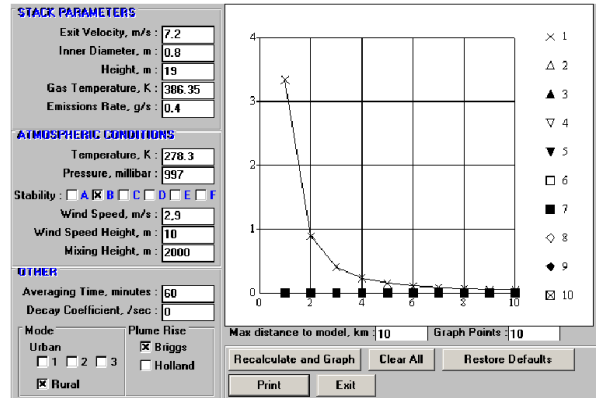 STACK PARAMETERS
Exit Velocity, m/s : 7.2
Inner Diameter, m : 0.8
Height, m : 19
Gas Temperature, K : 386.35
Emissions Rate, g/s : 0.4
ATMOSPHERIC CONDITIONS
Temperature, K : 278.3
Pressure, millibar : 997
Stability : A B C D E F
Wind Speed, m/s : 2,9
Wind Speed Height, m : 10
Mixing Height, m : 2000
OTHER
Averaging Time, minutes : 60
Decay Coefficient, /sec : 0
Mode
Urban
1 2 3
Rural
Plume Rise
Briggs
Holland
4
3
2
1
0
0 2 4 6 8 10
1
2
3
4
5
6
7
8
9
10
Max distance to model, km : 10 Graph Points : 10
Recalculate and Graph Clear All Restore Defaults
Print Exit